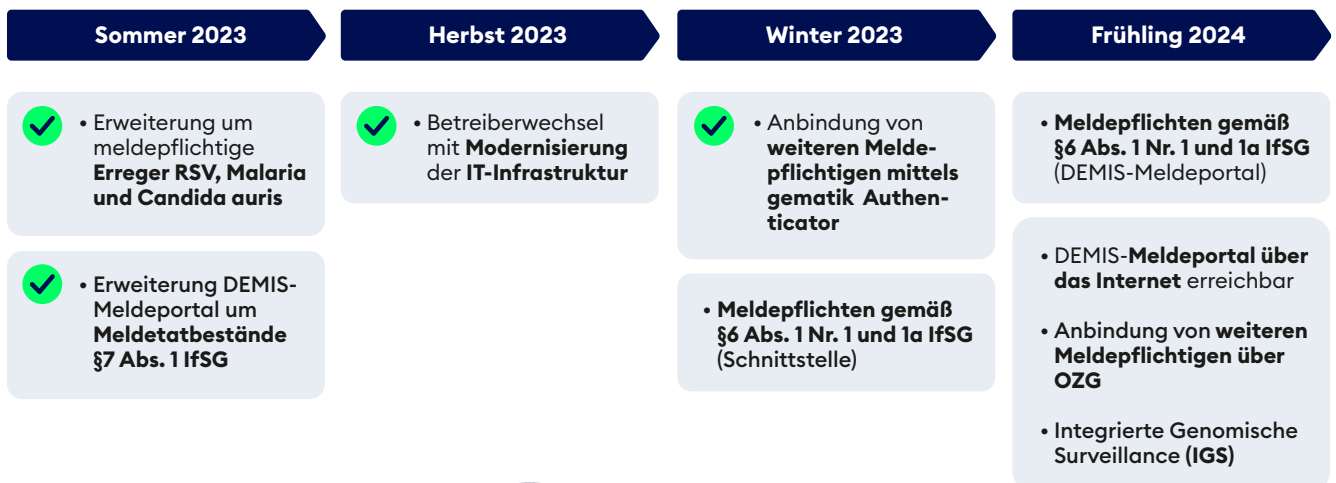 Sommer 2023
• Erweiterung um
meldepflichtige
Erreger RSV, Malaria
und Candida auris
• Erweiterung DEMIS-
Meldeportal um
Meldetatbestände
§7 Abs. 1 IfSG
Herbst 2023
• Betreiberwechsel
mit Modernisierung
der IT-Infrastruktur
Winter 2023
• Anbindung von
weiteren Melde-
pflichtigen mittels
gematik Authen-
ticator
• Meldepflichten gemäß
§6 Abs. 1 Nr. 1 und 1a IfSG
(Schnittstelle)
Frühling 2024
• Meldepflichten gemäß
§6 Abs. 1 Nr. 1 und 1a IfSG
(DEMIS-Meldeportal)
• DEMIS-Meldeportal über
das Internet erreichbar
• Anbindung von weiteren
Meldepflichtigen über
OZG
• Integrierte Genomische
Surveillance (IGS)